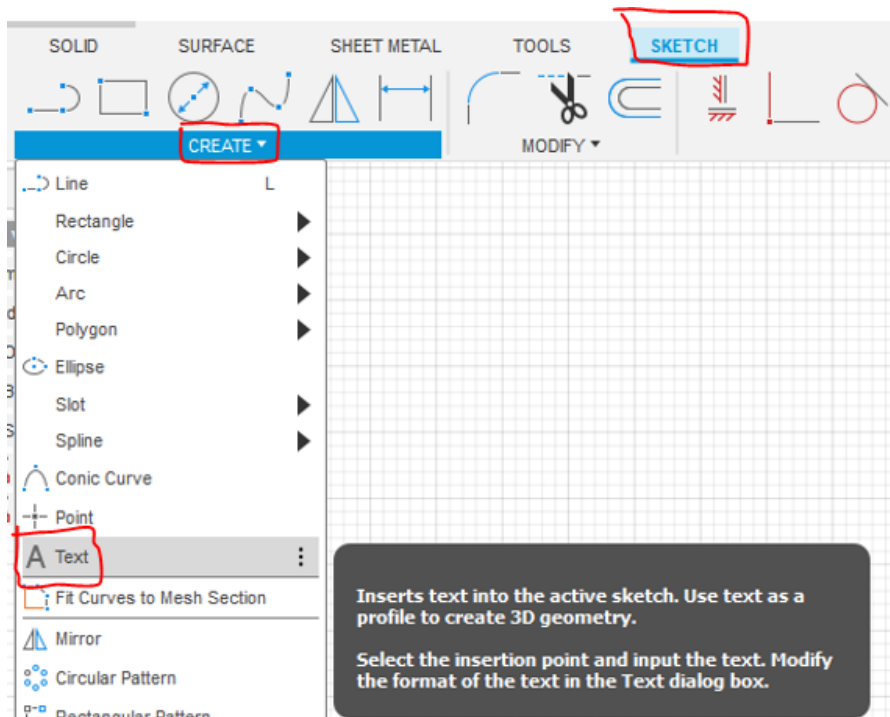 SOLID SURFACE SHEET METAL TOOLS SKETCH
CREATE MODIFY
Line L
Rectangle
Circle
Arc
Polygon
Ellipse
Slot
Spline
Conic Curve
Point
A Text
Fit Curves to Mesh Section
Mirror
Circular Pattern
Rectangular Pattern
Inserts text into the active sketch. Use text as a
profile to create 3D geometry.
Select the insertion point and input the text. Modify
the format of the text in the Text dialog box.